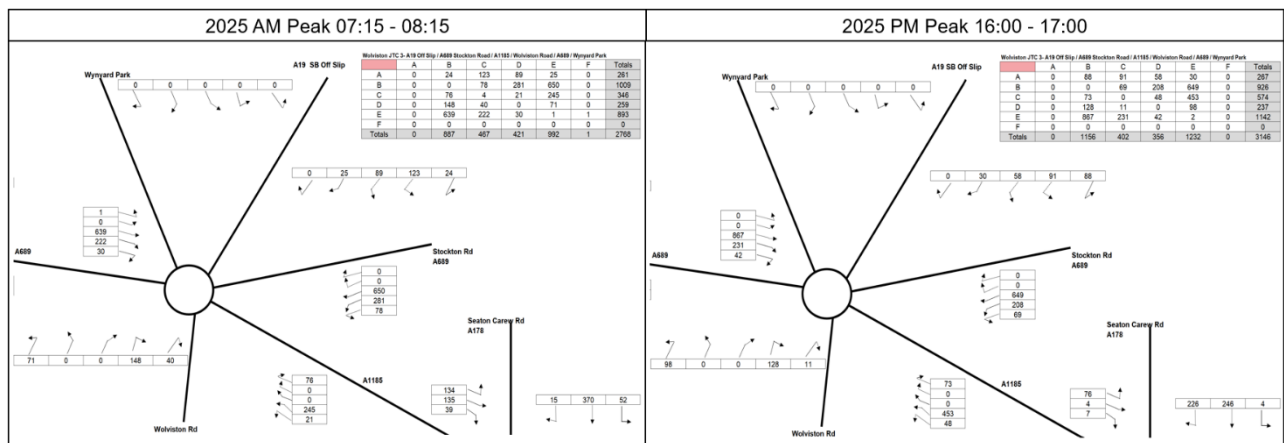 2025 AM Peak 07:15 - 08:15
Wolviston JTC 3- A19 Off Slip / A689 Stockton Road / A1185 / Wolviston Road / A689 / Wynyard Park
A B C D E F Totals
A 0 24 123 89 25 0 261
B 0 0 78 281 650 0 1009
C 0 76 4 21 245 0 346
D 0 148 40 0 71 0 259
E 0 639 222 30 1 1 893
F 0 0 0 0 0 0 0
Totals 0 887 467 421 992 1 2768
A19 SB Off Slip
Wynyard Park
0 0 0 0 0
0 25 89 123 24
1
0
639
222
30
A689
Stockton Rd
A689
0
0
650
281
78
Seaton Carew Rd
A178
71 0 0 148 40
A1185
76
0
0
245
21
134
135
39
15 370 52
Wolviston Rd
2025 PM Peak 16:00 - 17:00
Wolviston JTC 3- A19 Off Slip / A689 Stockton Road / A1185 / Wolviston Road / A689 / Wynyard Park
A B C D E F Totals
A 0 88 91 58 30 0 267
B 0 0 69 208 649 0 926
C 0 73 0 48 453 0 574
D 0 128 11 0 98 0 237
E 0 867 231 42 2 0 1142
F 0 0 0 0 0 0 0
Totals 0 1156 402 356 1232 0 3146
A19 SB Off Slip
Wynyard Park
0 0 0 0 0
0 30 58 91 88
0
0
867
231
42
A689
Stockton Rd
A689
0
0
649
208
69
Seaton Carew Rd
A178
98 0 0 128 11
A1185
73
0
0
453
48
76
4
7
226 246 4
Wolviston Rd